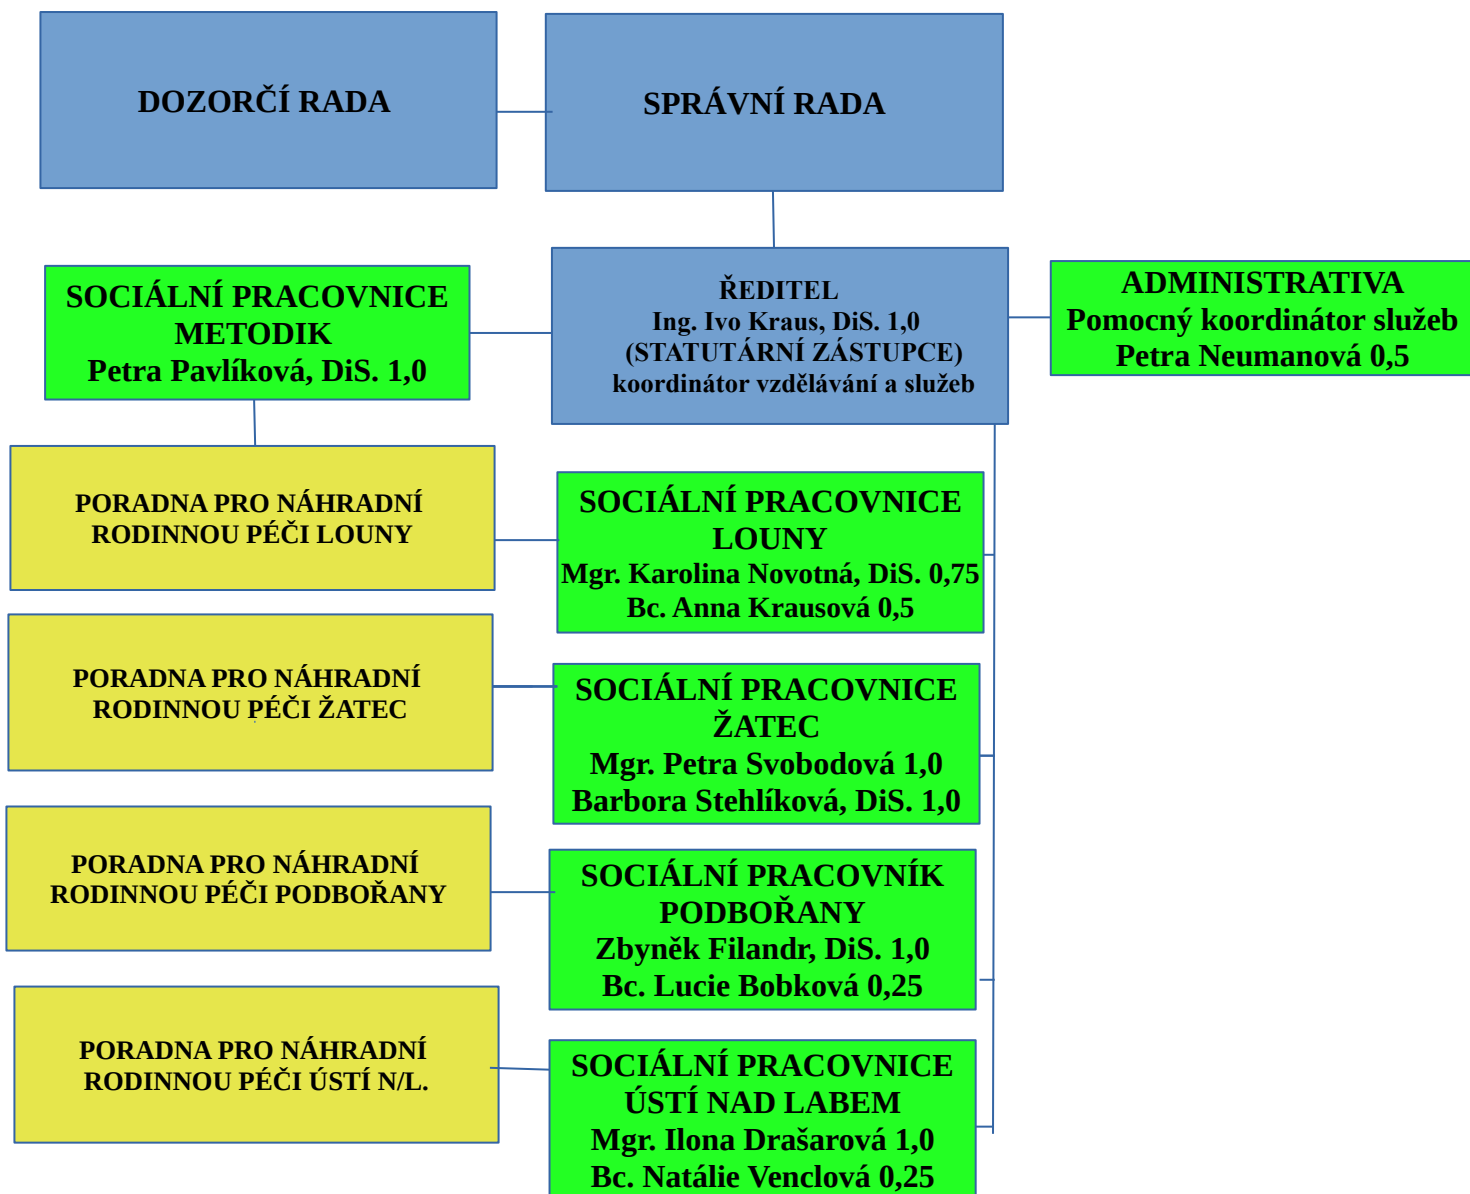 DOZORČÍ RADA
SPRÁVNÍ RADA
SOCIÁLNÍ PRACOVNICE
METODIK
Petra Pavlíková, DiS. 1,0
ŘEDITEL
Ing. Ivo Kraus, DiS. 1,0
(STATUTÁRNÍ ZÁSTUPCE)
koordinátor vzdělávání a služeb
ADMINISTRATIVA
Pomocný koordinátor služeb
Petra Neumanová 0,5
PORADNA PRO NÁHRADNÍ
RODINNOU PÉČI LOUNY
SOCIÁLNÍ PRACOVNICE
LOUNY
Mgr. Karolina Novotná, DiS. 0,75
Bc. Anna Krausová 0,5
PORADNA PRO NÁHRADNÍ
RODINNOU PÉČI ŽATEC
SOCIÁLNÍ PRACOVNICE
ŽATEC
Mgr. Petra Svobodová 1,0
Barbora Stehlíková, DiS. 1,0
PORADNA PRO NÁHRADNÍ
RODINNOU PÉČI PODBOŘANY
SOCIÁLNÍ PRACOVNÍK
PODBOŘANY
Zbyněk Filandr, DiS. 1,0
Bc. Lucie Bobková 0,25
PORADNA PRO NÁHRADNÍ
RODINNOU PÉČI ÚSTÍ N/L.
SOCIÁLNÍ PRACOVNICE
ÚSTÍ NAD LABEM
Mgr. Ilona Drašarová 1,0
Bc. Natálie Venclová 0,25